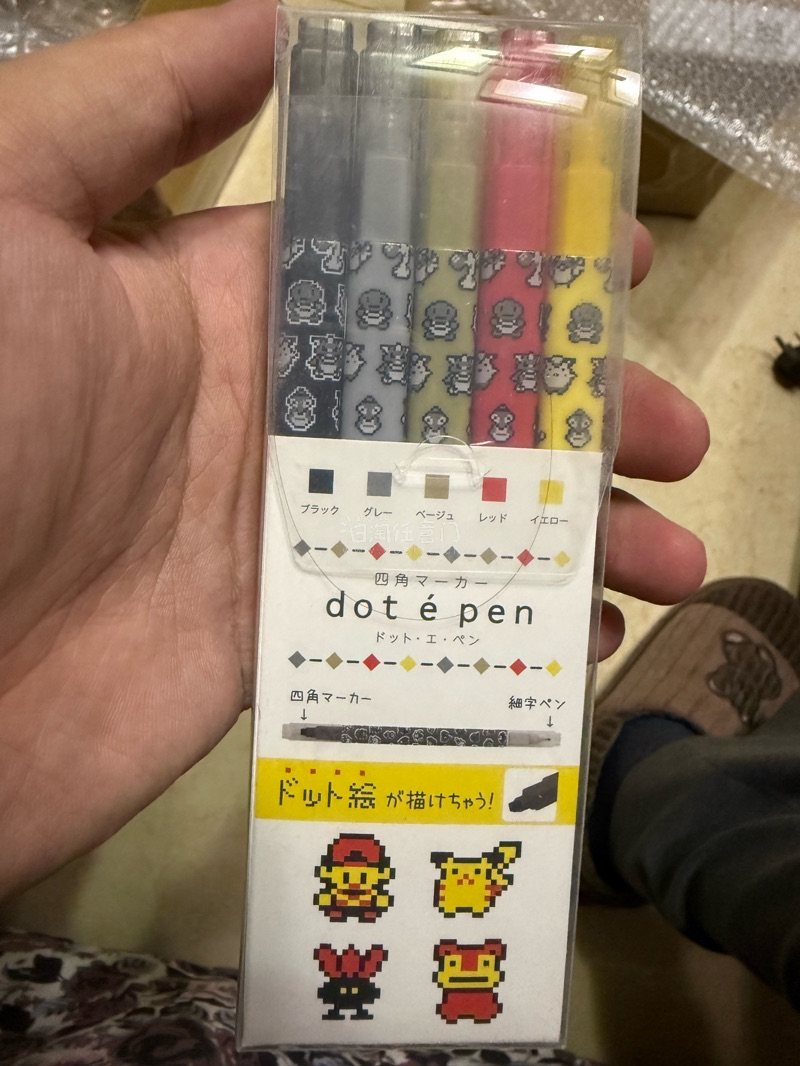 ブラック グレー ベージュ レッド イエロー
四角マーカー
dot é pen
ドット・エ・ペン
四角マーカー 細字ペン
ドット絵が描けちゃう!